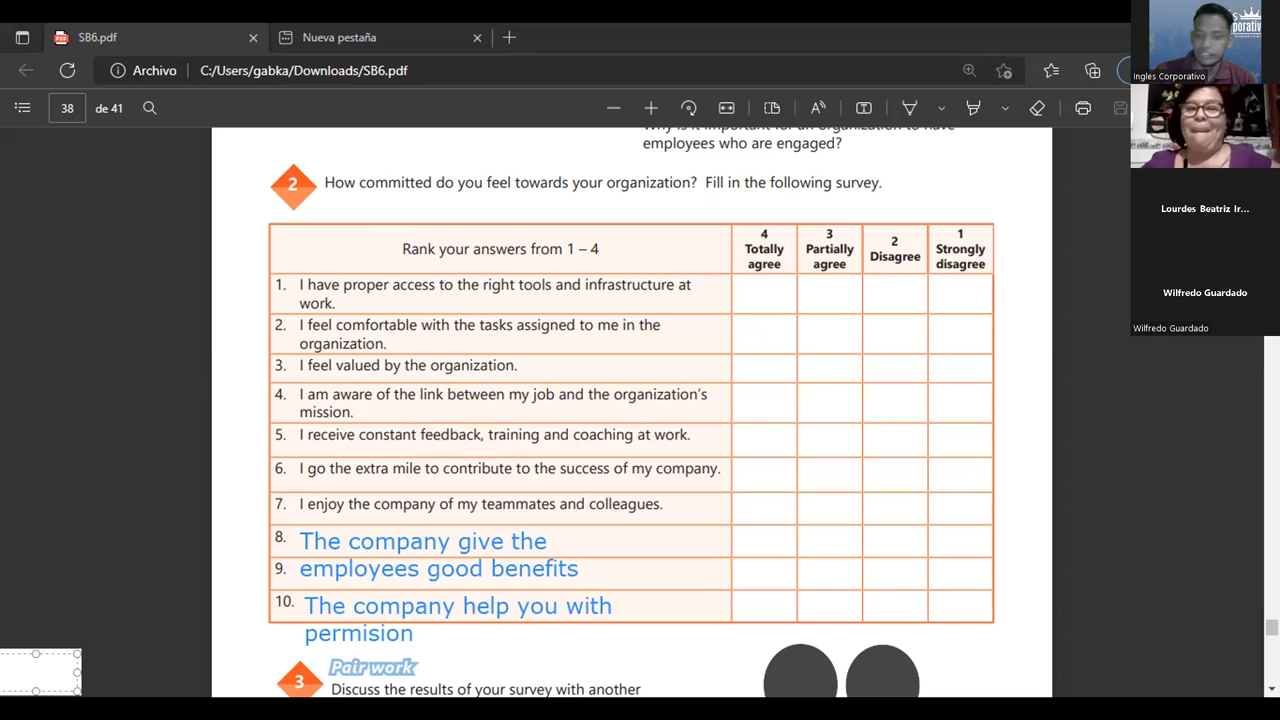 SB6.pdf
Nueva pestaña
Archivo
C:/Users/gabka/Downloads/SB6.pdf
38
de 41
employees who are engaged?
2
How committed do you feel towards your organization? Fill in the following survey.
Rank your answers from 1 – 4
4 Totally agree
3 Partially agree
2 Disagree
1 Strongly disagree
1. I have proper access to the right tools and infrastructure at
work.
2. I feel comfortable with the tasks assigned to me in the
organization.
3. I feel valued by the organization.
4. I am aware of the link between my job and the organization's
mission.
5. I receive constant feedback, training and coaching at work.
6. I go the extra mile to contribute to the success of my company.
7. I enjoy the company of my teammates and colleagues.
8. The company give the
9. employees good benefits
10. The company help you with
permision
3
Pair work
Discuss the results of your survey with another
Ingles Corporativo
Lourdes Beatriz Ir...
Wilfredo Guardado
Wilfredo Guardado